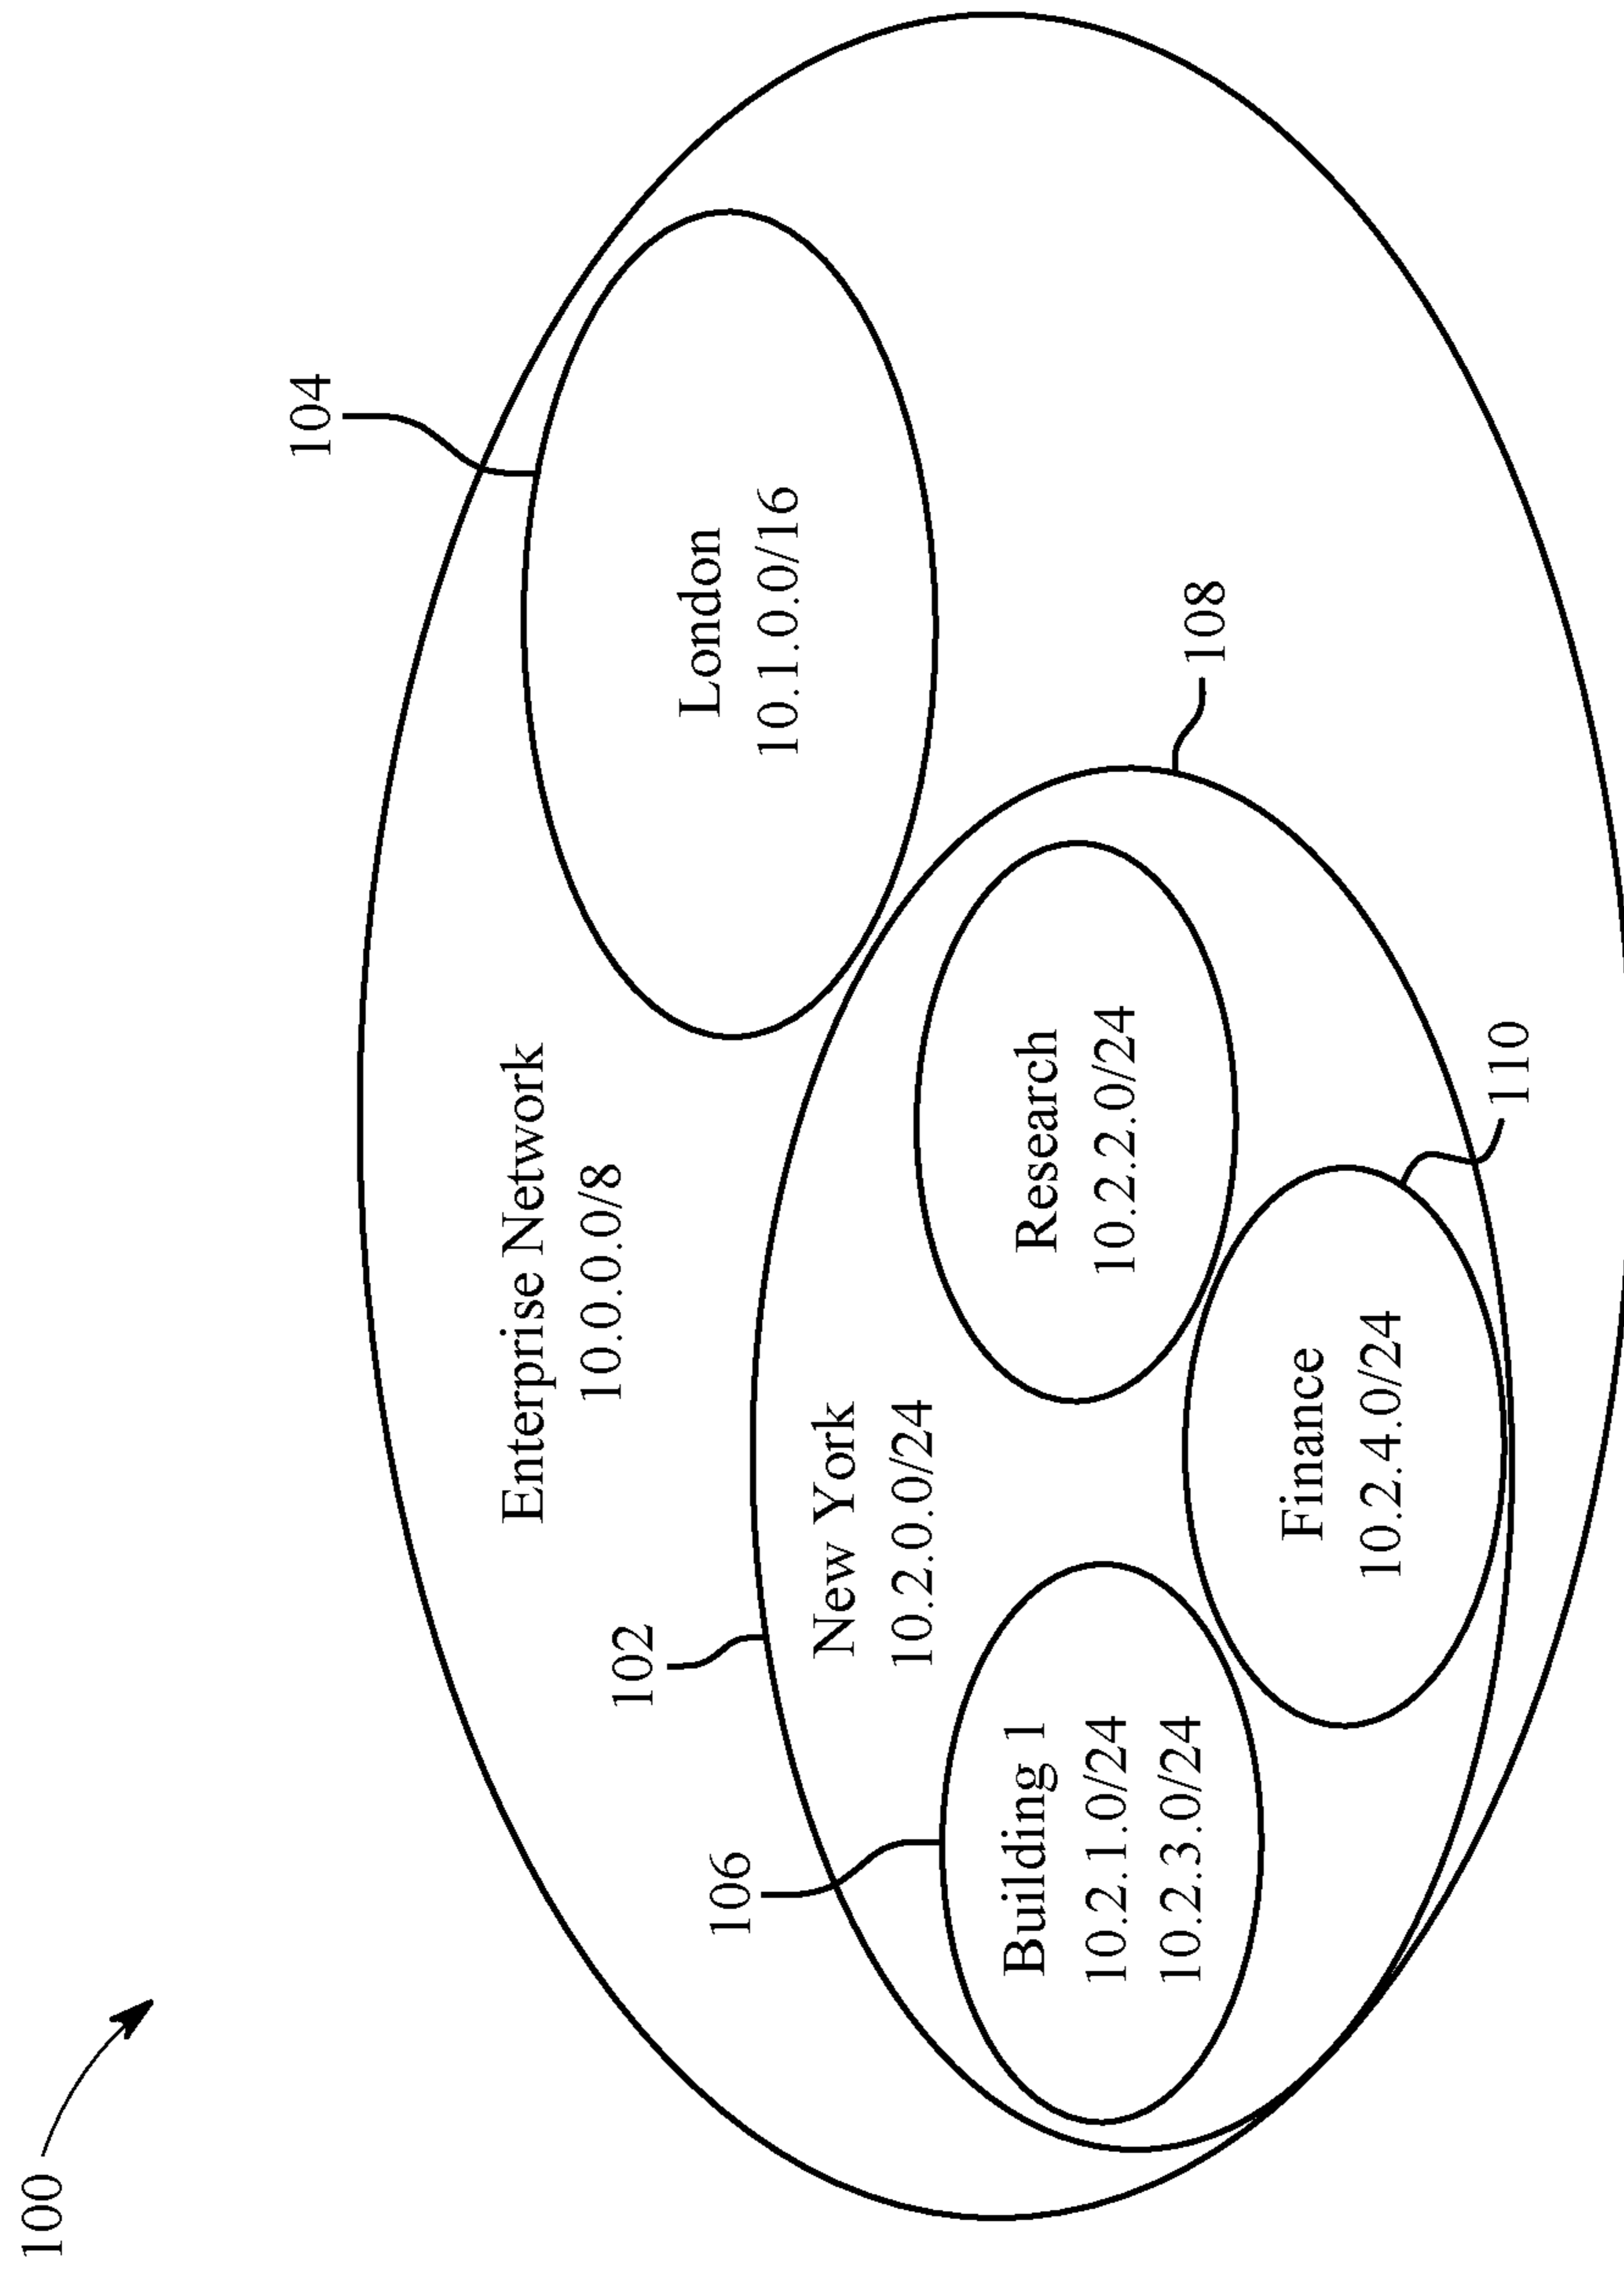 100
Enterprise Network
10.0.0.0/8
104
London
10.1.0.0/16
102
New York
10.2.0.0/24
108
106
Building 1
10.2.1.0/24
10.2.3.0/24
Research
10.2.2.0/24
Finance
10.2.4.0/24
110